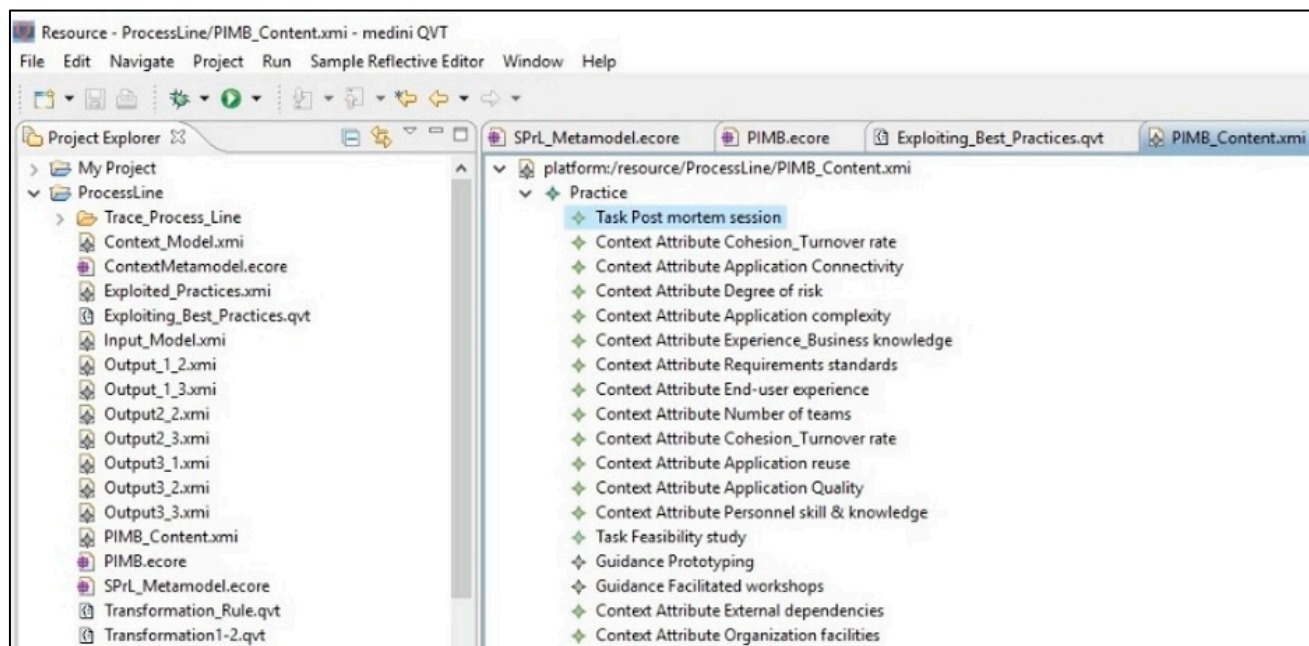 Resource - ProcessLine/PIMB_Content.xmi - medini QVT
File Edit Navigate Project Run Sample Reflective Editor Window Help
Project Explorer
My Project
ProcessLine
Trace_Process_Line
Context_Model.xmi
ContextMetamodel.ecore
Exploited_Practices.xmi
Exploiting_Best_Practices.qvt
Input_Model.xmi
Output_1_2.xmi
Output_1_3.xmi
Output2_2.xmi
Output2_3.xmi
Output3_1.xmi
Output3_2.xmi
Output3_3.xmi
PIMB_Content.xmi
PIMB.ecore
SPrL_Metamodel.ecore
Transformation_Rule.qvt
Transformation1-2.qvt
SPrL_Metamodel.ecore PIMB.ecore Exploiting_Best_Practices.qvt PIMB_Content.xmi
platform:/resource/ProcessLine/PIMB_Content.xmi
Practice
Task Post mortem session
Context Attribute Cohesion_Turnover rate
Context Attribute Application Connectivity
Context Attribute Degree of risk
Context Attribute Application complexity
Context Attribute Experience_Business knowledge
Context Attribute Requirements standards
Context Attribute End-user experience
Context Attribute Number of teams
Context Attribute Cohesion_Turnover rate
Context Attribute Application reuse
Context Attribute Application Quality
Context Attribute Personnel skill & knowledge
Task Feasibility study
Guidance Prototyping
Guidance Facilitated workshops
Context Attribute External dependencies
Context Attribute Organization facilities